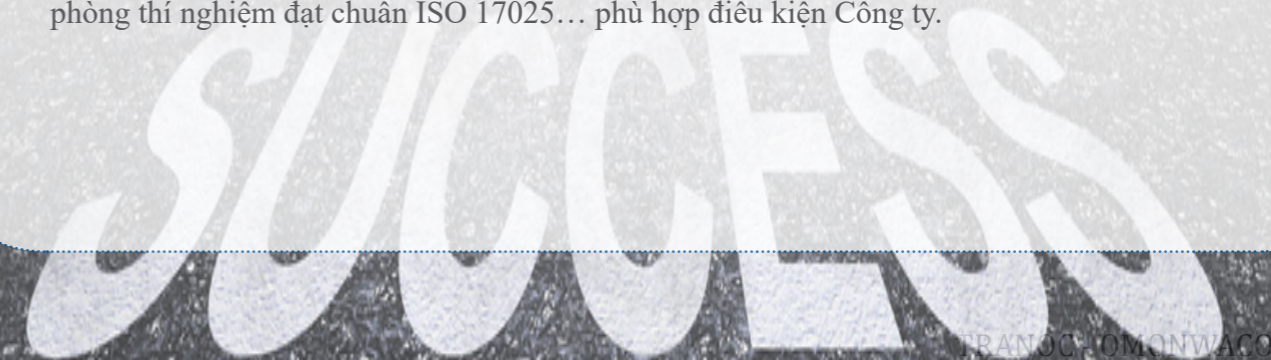 phòng thí nghiệm đạt chuẩn ISO 17025… phù hợp điều kiện Công ty.
SUCCESS